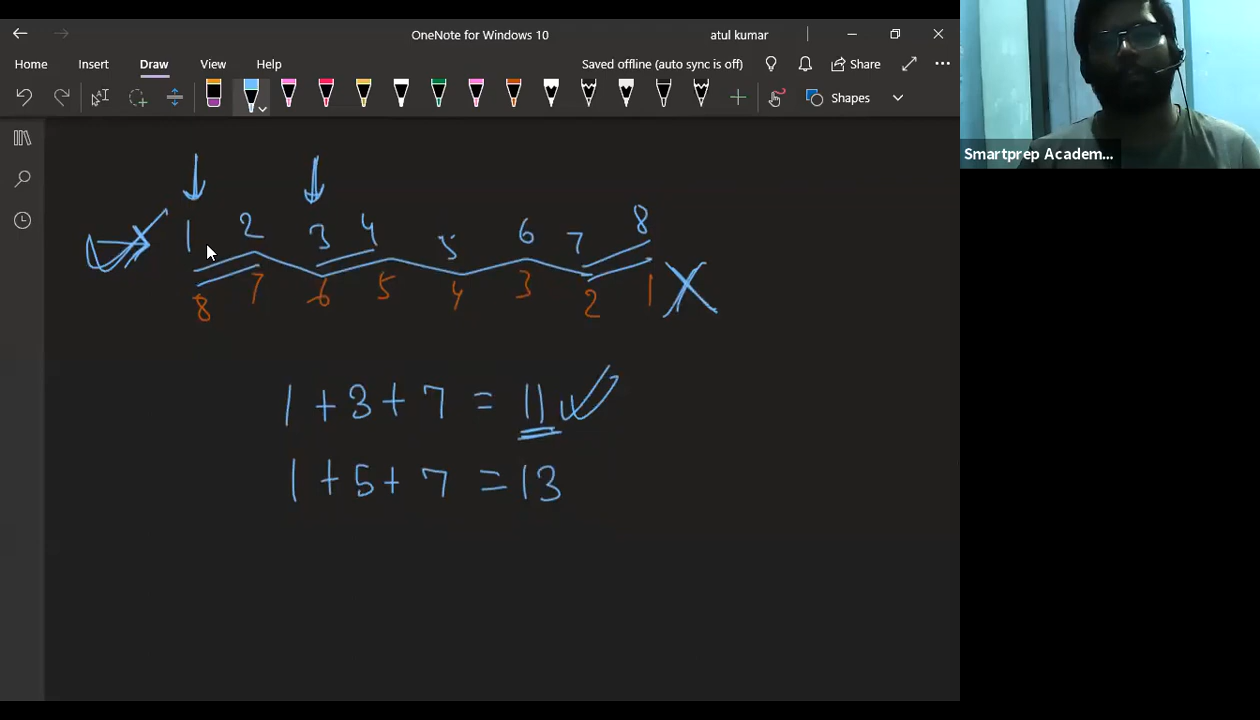 OneNote for Windows 10
atul kumar
Home Insert Draw View Help
Saved offline (auto sync is off)
Share
Shapes
Smartprep Academ...
1 2 3 4 5 6 7 8
8 7 6 5 4 3 2 1
1 + 3 + 7 = 11
1 + 5 + 7 = 13